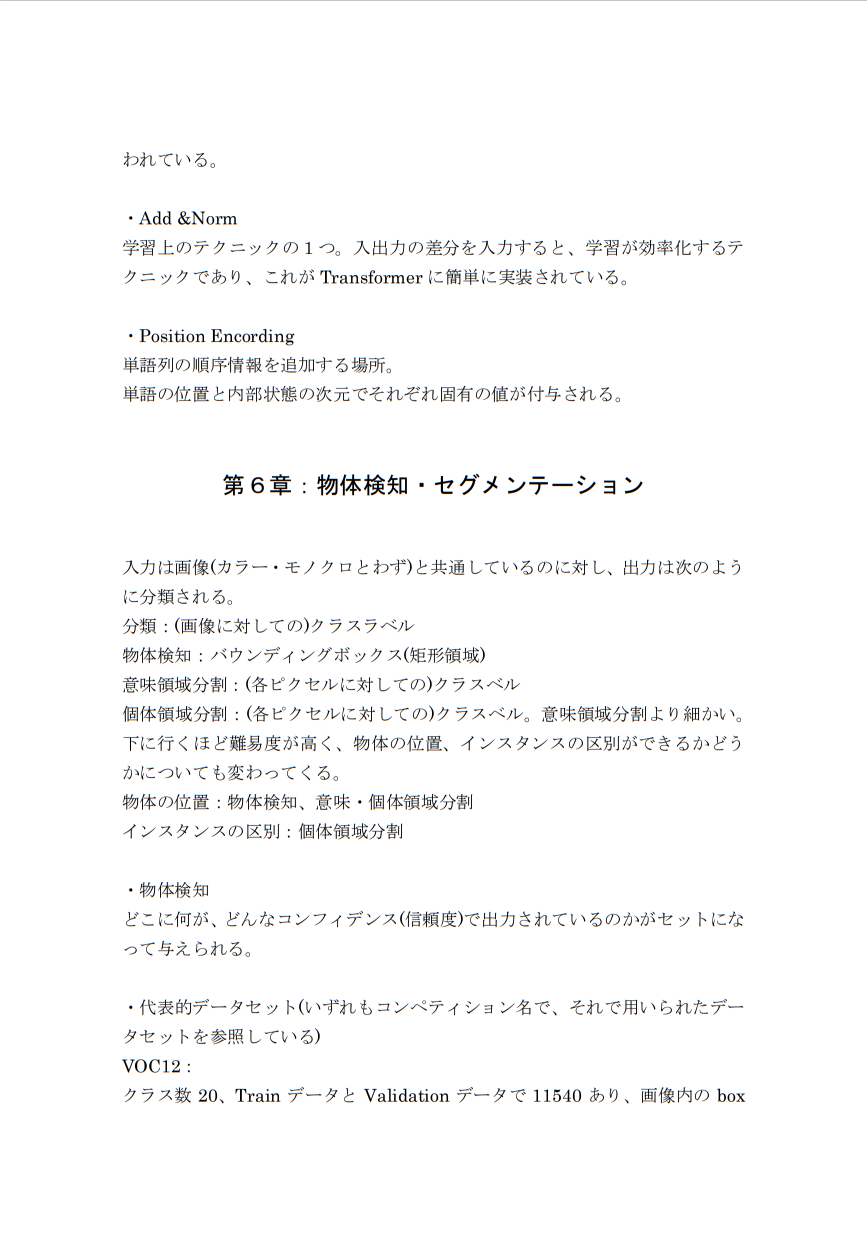 われている。
・Add &Norm
学習上のテクニックの１つ。入出力の差分を入力すると、学習が効率化するテ
クニックであり、これが Transformer に簡単に実装されている。
・Position Encording
単語列の順序情報を追加する場所。
単語の位置と内部状態の次元でそれぞれ固有の値が付与される。
第６章：物体検知・セグメンテーション
入力は画像(カラー・モノクロとわず)と共通しているのに対し、出力は次のよう
に分類される。
分類：(画像に対しての)クラスラベル
物体検知：バウンディングボックス(矩形領域)
意味領域分割：(各ピクセルに対しての)クラスベル
個体領域分割：(各ピクセルに対しての)クラスベル。意味領域分割より細かい。
下に行くほど難易度が高く、物体の位置、インスタンスの区別ができるかどう
かについても変わってくる。
物体の位置：物体検知、意味・個体領域分割
インスタンスの区別：個体領域分割
・物体検知
どこに何が、どんなコンフィデンス(信頼度)で出力されているのかがセットにな
って与えられる。
・代表的データセット(いずれもコンペティション名で、それで用いられたデー
タセットを参照している)
VOC12：
クラス数 20、Train データと Validation データで 11540 あり、画像内の box